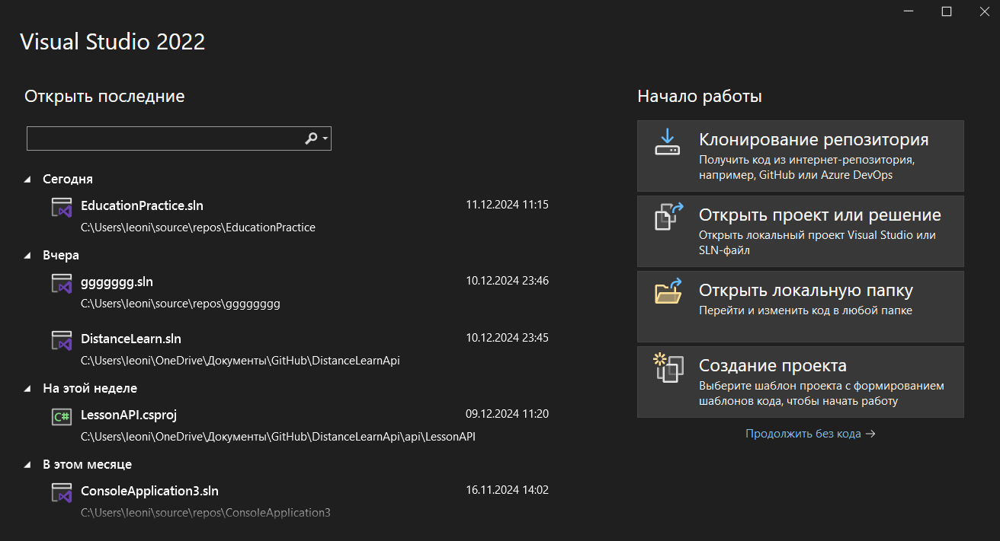 Visual Studio 2022
Открыть последние
Сегодня
EducationPractice.sln 11.12.2024 11:15
C:\Users\leoni\source\repos\EducationPractice
Вчера
ggggggg.sln 10.12.2024 23:46
C:\Users\leoni\source\repos\gggggggg
DistanceLearn.sln 10.12.2024 23:45
C:\Users\leoni\OneDrive\Документы\GitHub\DistanceLearnApi
На этой неделе
C# LessonAPI.csproj 09.12.2024 11:20
C:\Users\leoni\OneDrive\Документы\GitHub\DistanceLearnApi\api\LessonAPI
В этом месяце
ConsoleApplication3.sln 16.11.2024 14:02
C:\Users\leoni\source\repos\ConsoleApplication3
Начало работы
Клонирование репозитория
Получить код из интернет-репозитория,
например, GitHub или Azure DevOps
Открыть проект или решение
Открыть локальный проект Visual Studio или
SLN-файл
Открыть локальную папку
Перейти и изменить код в любой папке
Создание проекта
Выберите шаблон проекта с формированием
шаблонов кода, чтобы начать работу
Продолжить без кода →